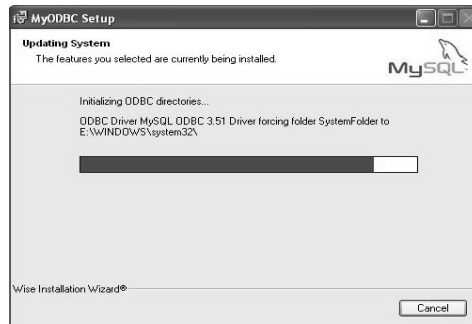 MyODBC Setup
Updating System
The features you selected are currently being installed.
MySQL
Initializing ODBC directories...
ODBC Driver MySQL ODBC 3.51 Driver forcing folder SystemFolder to
E:\WINDOWS\system32\
Wise Installation Wizard®
Cancel